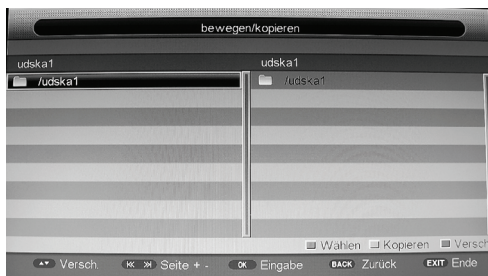 bewegen/kopieren
udska1 udska1
/udska1 /udska1
Wählen Kopieren Versch
Versch. Seite + - OK Eingabe BACK Zurück EXIT Ende